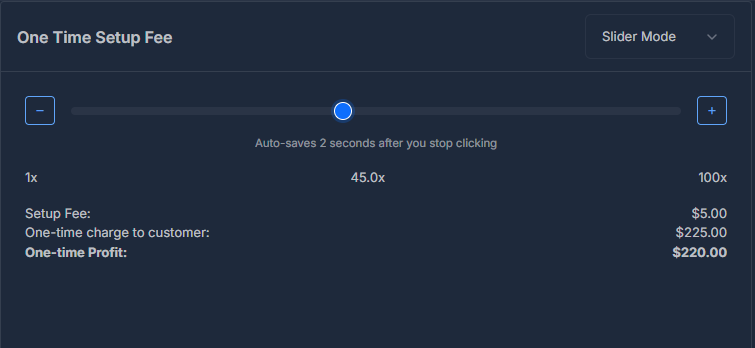 One Time Setup Fee
Slider Mode
−
+
Auto-saves 2 seconds after you stop clicking
1x 45.0x 100x
Setup Fee: $5.00
One-time charge to customer: $225.00
One-time Profit: $220.00